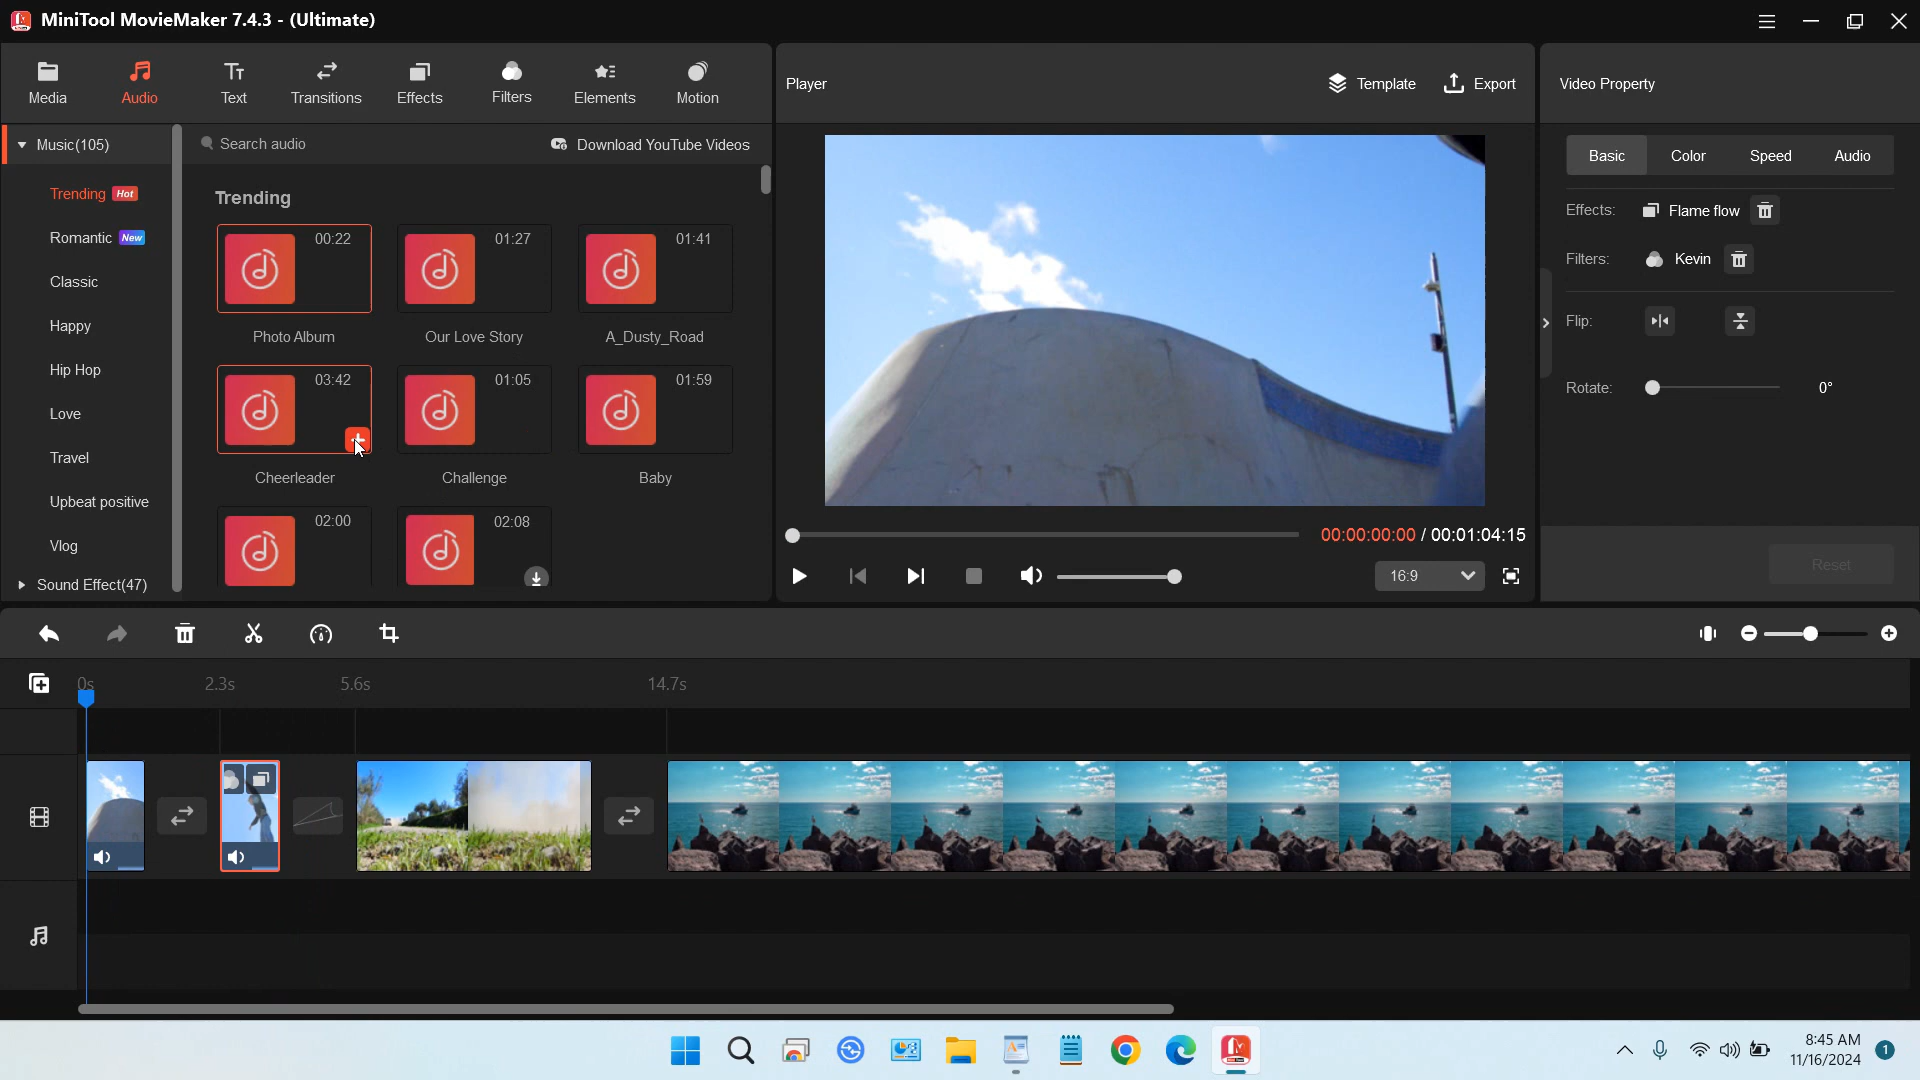 MiniTool MovieMaker 7.4.3 - (Ultimate)
Media
Audio
Text
Transitions
Effects
Filters
Elements
Motion
Player
Template
Export
Video Property
Music(105)
Search audio
Download YouTube Videos
Basic
Color
Speed
Audio
Trending Hot
Romantic New
Classic
Happy
Hip Hop
Love
Travel
Upbeat positive
Vlog
Sound Effect(47)
Trending
00:22
01:27
01:41
Photo Album
Our Love Story
A_Dusty_Road
03:42
01:05
01:59
Cheerleader
Challenge
Baby
02:00
02:08
Effects: Flame flow
Filters: Kevin
Flip:
Rotate: 0°
Reset
00:00:00:00 / 00:01:04:15
16:9
0s
2.3s
5.6s
14.7s
8:45 AM
11/16/2024
1